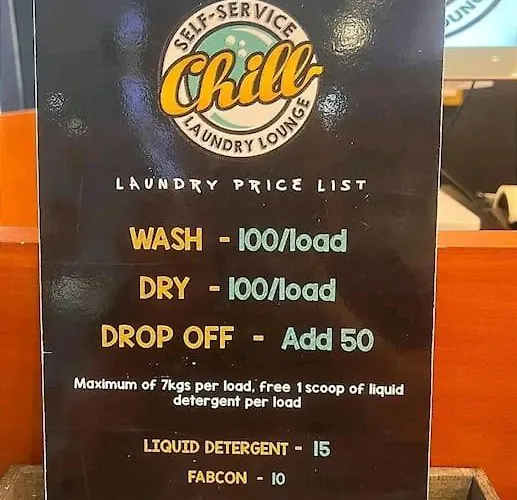 SELF-SERVICE
Chill
LAUNDRY LOUNGE
LAUNDRY PRICE LIST
WASH - 100/load
DRY - 100/load
DROP OFF - Add 50
Maximum of 7kgs per load, free 1 scoop of liquid
detergent per load
LIQUID DETERGENT - 15
FABCON - 10